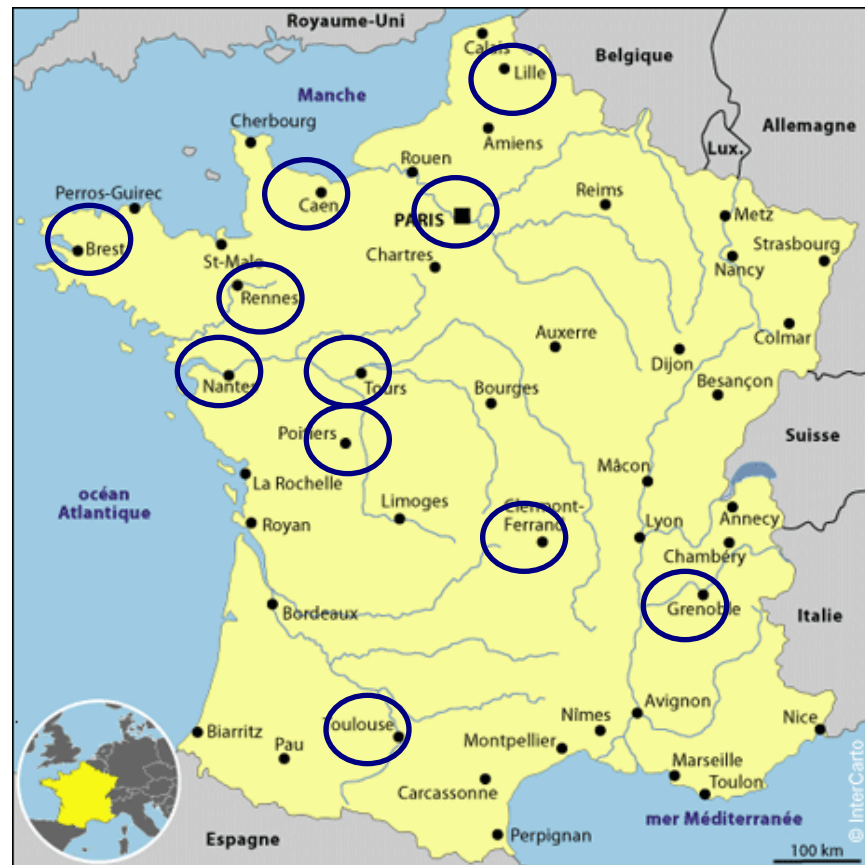 Royaume-Uni
Calais
Lille
Belgique
Manche
Cherbourg
Amiens
Allemagne
Lux.
Rouen
Perros-Guirec
Caen
Reims
PARIS
Metz
Brest
St-Malo
Chartres
Strasbourg
Nancy
Rennes
Auxerre
Colmar
Dijon
Nantes
Tours
Bourges
Besançon
Poitiers
Suisse
Mâcon
La Rochelle
océan
Atlantique
Limoges
Clermont-
Ferrand
Annecy
Royan
Lyon
Chambéry
Grenoble
Bordeaux
Italie
Avignon
Toulouse
Nîmes
Nice
Biarritz
Pau
Montpellier
Marseille
Carcassonne
Toulon
mer Méditerranée
Espagne
Perpignan
100 km
© InterCarto